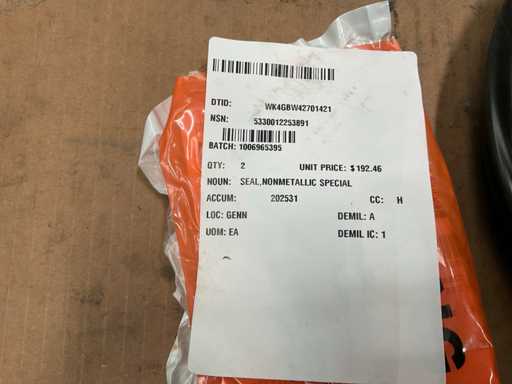 DTID: WK4GBW42701421
NSN: 5330012253891
BATCH: 1006965395
QTY: 2 UNIT PRICE: $192.46
NOUN: SEAL,NONMETALLIC SPECIAL
ACCUM: 202531 CC: H
LOC: GENN DEMIL: A
UOM: EA DEMIL IC: 1